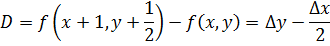 D = f(x + 1, y + 1/2) − f(x, y) = Δy − Δx/2